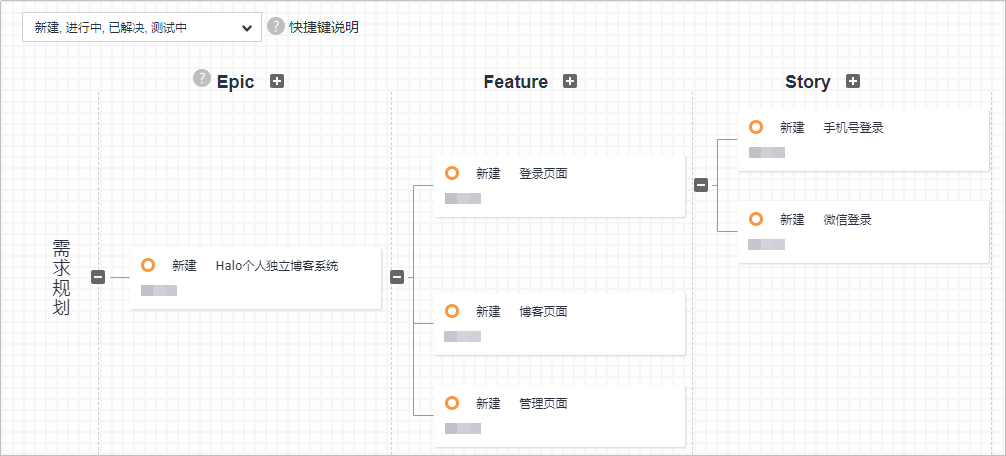 新建, 进行中, 已解决, 测试中
? 快捷键说明
? Epic
Feature
Story
新建 手机号登录
新建 登录页面
新建 微信登录
需求规划
新建 Halo个人独立博客系统
新建 博客页面
新建 管理页面